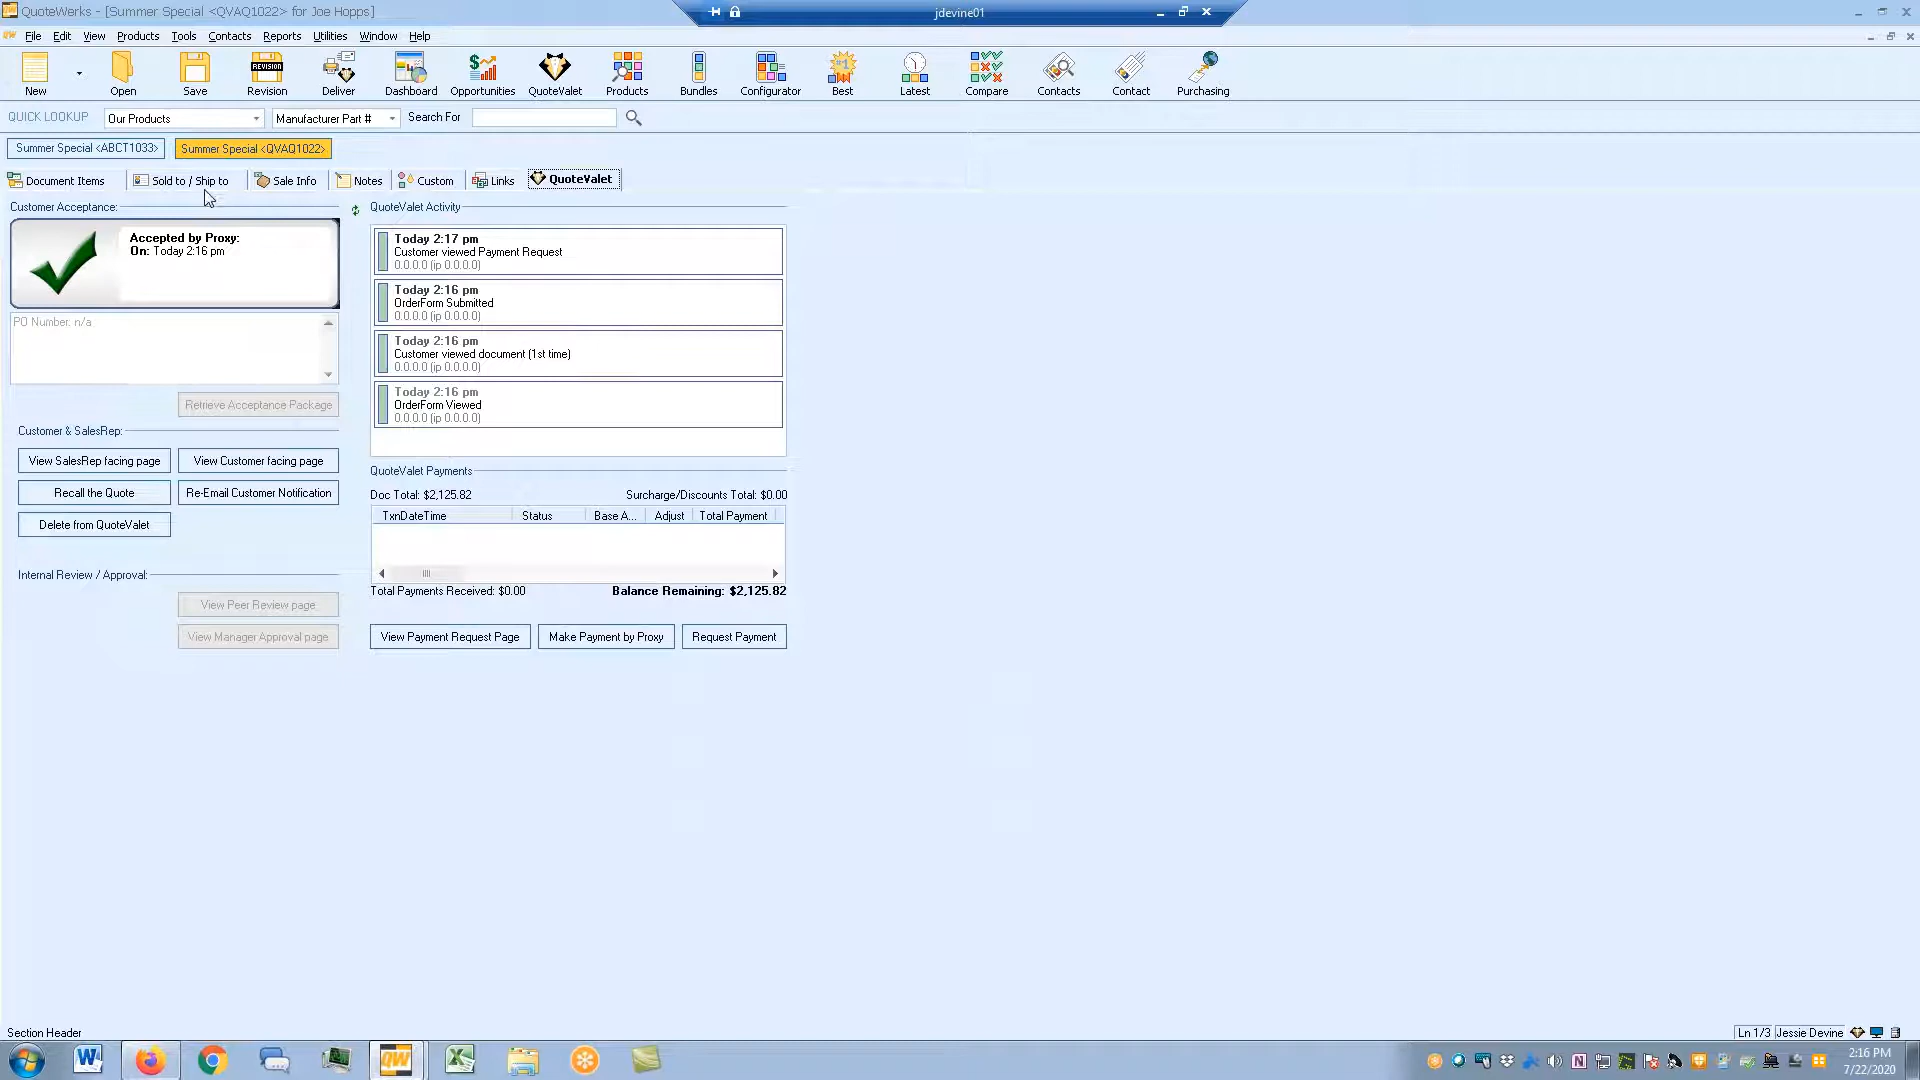 QuoteWerks - [Summer Special <QVAQ1022> for Joe Hopps]
jdevine01
File Edit View Products Tools Contacts Reports Utilities Window Help
REVISION
#1
New Open Save Revision Deliver Dashboard Opportunities QuoteValet Products Bundles Configurator Best Latest Compare Contacts Contact Purchasing
QUICK LOOKUP Our Products Manufacturer Part # Search For
Summer Special <ABCT1033> Summer Special <QVAQ1022>
Document Items Sold to / Ship to Sale Info Notes Custom Links QuoteValet
Customer Acceptance:
Accepted by Proxy:
On: Today 2:16 pm
PO Number: n/a
Retrieve Acceptance Package
Customer & SalesRep:
View SalesRep facing page View Customer facing page
Recall the Quote Re-Email Customer Notification
Delete from QuoteValet
Internal Review / Approval:
View Peer Review page
View Manager Approval page
QuoteValet Activity
Today 2:17 pm
Customer viewed Payment Request
0.0.0.0 (ip 0.0.0.0)
Today 2:16 pm
OrderForm Submitted
0.0.0.0 (ip 0.0.0.0)
Today 2:16 pm
Customer viewed document (1st time)
0.0.0.0 (ip 0.0.0.0)
Today 2:16 pm
OrderForm Viewed
0.0.0.0 (ip 0.0.0.0)
QuoteValet Payments
Doc Total: $2,125.82 Surcharge/Discounts Total: $0.00
TxnDateTime Status Base A... Adjust Total Payment
Total Payments Received: $0.00 Balance Remaining: $2,125.82
View Payment Request Page Make Payment by Proxy Request Payment
Section Header Ln 1/3 Jessie Devine
2:16 PM
7/22/2020